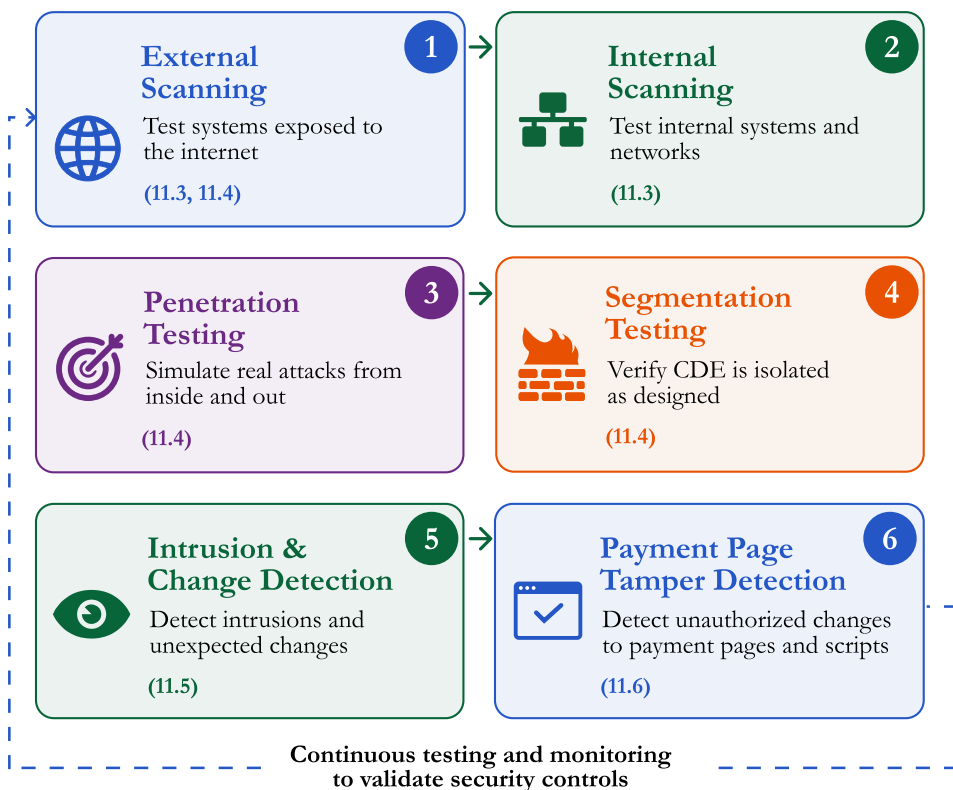 1
External
Scanning
Test systems exposed to
the internet
(11.3, 11.4)
2
Internal
Scanning
Test internal systems and
networks
(11.3)
3
Penetration
Testing
Simulate real attacks from
inside and out
(11.4)
4
Segmentation
Testing
Verify CDE is isolated
as designed
(11.4)
5
Intrusion &
Change Detection
Detect intrusions and
unexpected changes
(11.5)
6
Payment Page
Tamper Detection
Detect unauthorized changes
to payment pages and scripts
(11.6)
Continuous testing and monitoring
to validate security controls